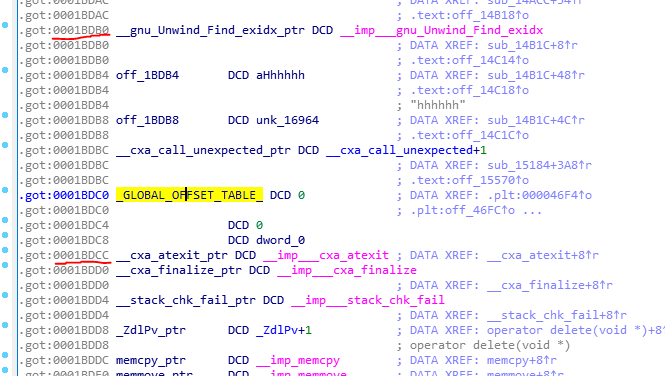 .got:0001BDAC ; DATA XREF: sub_14ACC+54↑r
.got:0001BDAC ; .text:off_14B18↑o
.got:0001BDB0 __gnu_Unwind_Find_exidx_ptr DCD __imp___gnu_Unwind_Find_exidx
.got:0001BDB0 ; DATA XREF: sub_14B1C+8↑r
.got:0001BDB0 ; .text:off_14C14↑o
.got:0001BDB4 off_1BDB4 DCD aHhhhhh ; DATA XREF: sub_14B1C+48↑r
.got:0001BDB4 ; .text:off_14C18↑o
.got:0001BDB4 ; "hhhhhh"
.got:0001BDB8 off_1BDB8 DCD unk_16964 ; DATA XREF: sub_14B1C+4C↑r
.got:0001BDB8 ; .text:off_14C1C↑o
.got:0001BDBC __cxa_call_unexpected_ptr DCD __cxa_call_unexpected+1
.got:0001BDBC ; DATA XREF: sub_15184+3A8↑r
.got:0001BDBC ; .text:off_15570↑o
.got:0001BDC0 _GLOBAL_OFFSET_TABLE_ DCD 0 ; DATA XREF: .plt:000046F4↑o
.got:0001BDC0 ; .plt:off_46FC↑o ...
.got:0001BDC4 DCD 0
.got:0001BDC8 DCD dword_0
.got:0001BDCC __cxa_atexit_ptr DCD __imp___cxa_atexit ; DATA XREF: __cxa_atexit+8↑r
.got:0001BDD0 __cxa_finalize_ptr DCD __imp___cxa_finalize
.got:0001BDD0 ; DATA XREF: __cxa_finalize+8↑r
.got:0001BDD4 __stack_chk_fail_ptr DCD __imp___stack_chk_fail
.got:0001BDD4 ; DATA XREF: __stack_chk_fail+8↑r
.got:0001BDD8 _ZdlPv_ptr DCD _ZdlPv+1 ; DATA XREF: operator delete(void *)+8↑
.got:0001BDD8 ; operator delete(void *)
.got:0001BDDC memcpy_ptr DCD __imp_memcpy ; DATA XREF: memcpy+8↑r
.got:0001BDE0 memmove_ptr DCD __imp_memmove ; DATA XREF: memmove+8↑r